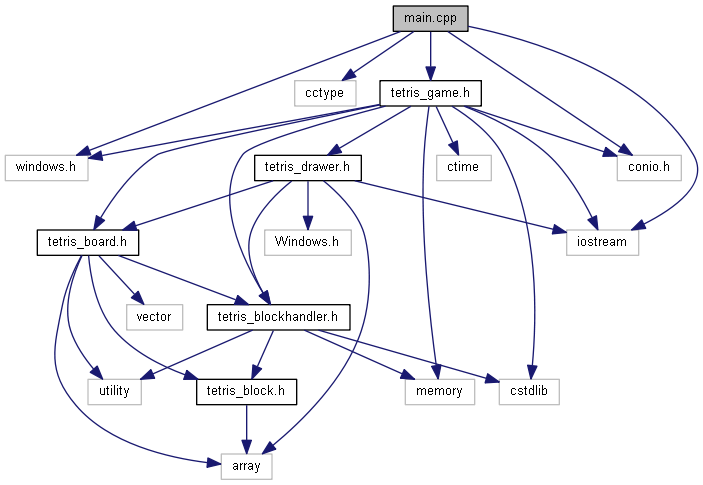 main.cpp
cctype
tetris_game.h
windows.h
tetris_drawer.h
ctime
conio.h
tetris_board.h
Windows.h
iostream
vector
tetris_blockhandler.h
utility
tetris_block.h
memory
cstdlib
array